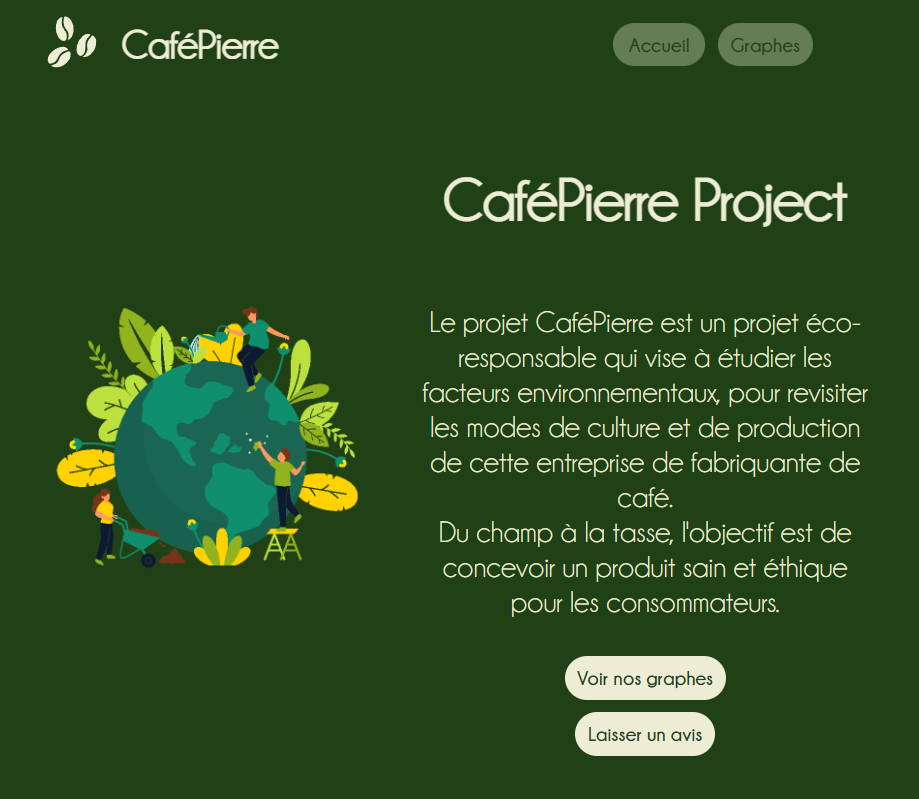 CaféPierre
Accueil
Graphes
CaféPierre Project
Le projet CaféPierre est un projet éco-
responsable qui vise à étudier les
facteurs environnementaux, pour revisiter
les modes de culture et de production
de cette entreprise de fabriquante de
café.
Du champ à la tasse, l'objectif est de
concevoir un produit sain et éthique
pour les consommateurs.
Voir nos graphes
Laisser un avis